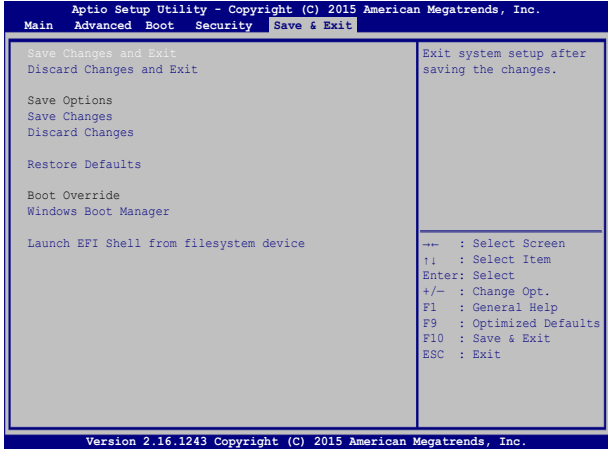 Aptio Setup Utility - Copyright (C) 2015 American Megatrends, Inc.
Main Advanced Boot Security Save & Exit
Save Changes and Exit
Discard Changes and Exit
Save Options
Save Changes
Discard Changes
Restore Defaults
Boot Override
Windows Boot Manager
Launch EFI Shell from filesystem device
Exit system setup after
saving the changes.
→← : Select Screen
↑↓ : Select Item
Enter: Select
+/— : Change Opt.
F1 : General Help
F9 : Optimized Defaults
F10 : Save & Exit
ESC : Exit
Version 2.16.1243 Copyright (C) 2015 American Megatrends, Inc.